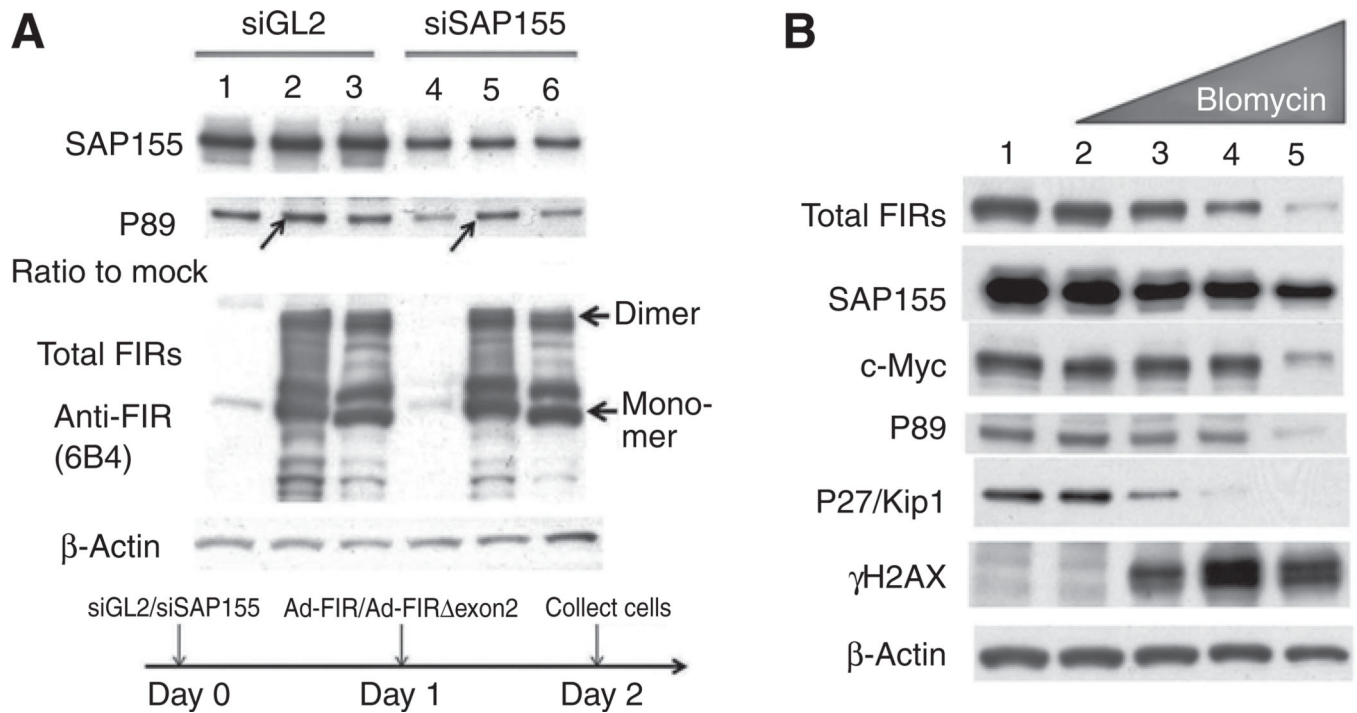 A
siGL2 siSAP155
1 2 3 4 5 6
SAP155
P89
Ratio to mock
Total FIRs
Anti-FIR
(6B4)
Dimer
Mono-
mer
β-Actin
siGL2/siSAP155 Ad-FIR/Ad-FIRΔexon2 Collect cells
Day 0 Day 1 Day 2
B
Blomycin
1 2 3 4 5
Total FIRs
SAP155
c-Myc
P89
P27/Kip1
γH2AX
β-Actin